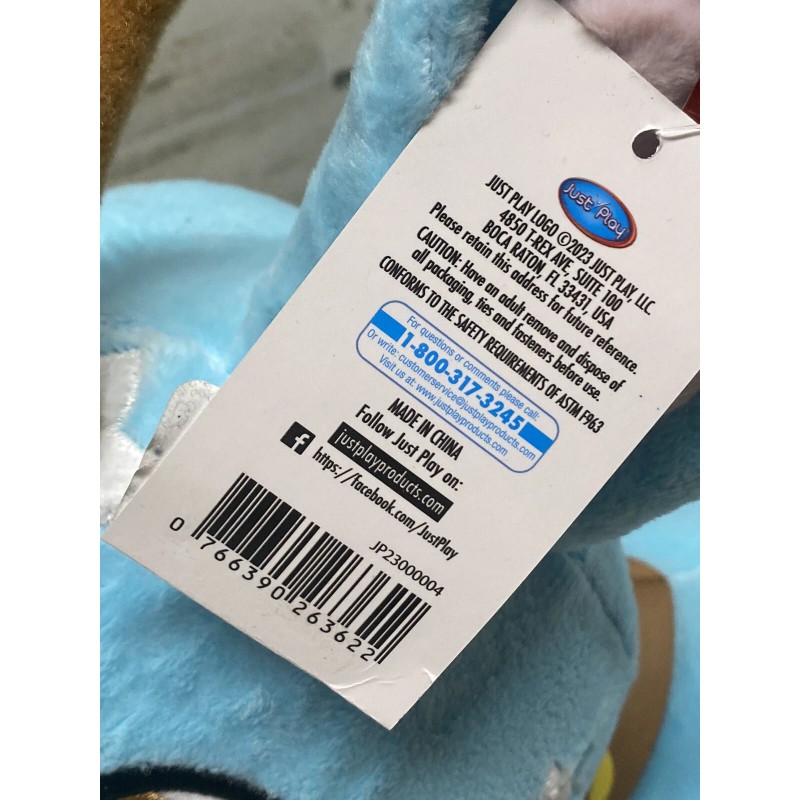 Just Play
JUST PLAY LOGO ©2023 JUST PLAY, LLC.
4850 T-REX AVE, SUITE 100
BOCA RATON, FL 33431, USA
Please retain this address for future reference.
CAUTION: Have an adult remove and dispose of
all packaging, ties and fasteners before use.
CONFORMS TO THE SAFETY REQUIREMENTS OF ASTM F963
For questions or comments please call:
1-800-317-3245
Or write: customerservice@justplayproducts.com
Visit us at: www.justplayproducts.com
MADE IN CHINA
Follow Just Play on:
justplayproducts.com
f https://facebook.com/JustPlay
JP23000004
0 766390 263622